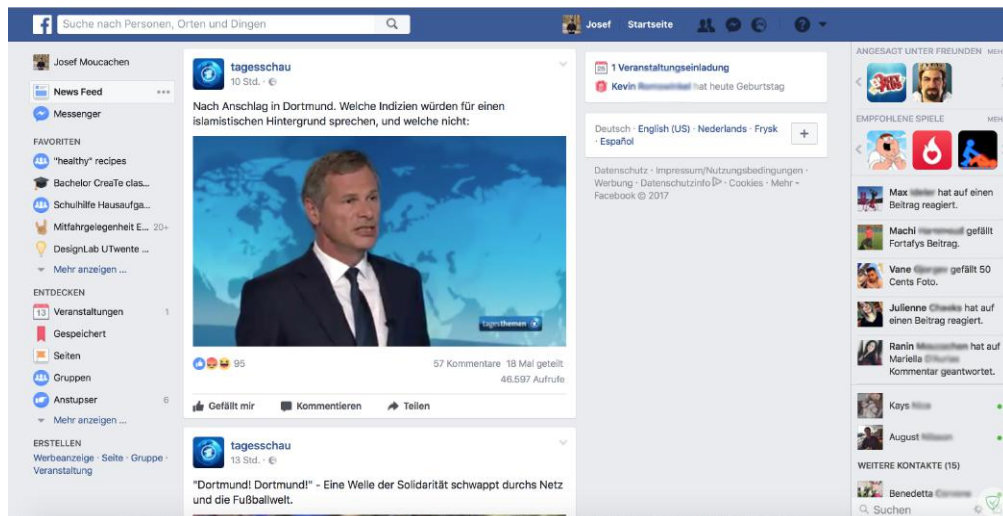 Suche nach Personen, Orten und Dingen
Josef Startseite
Josef Moucachen
News Feed
Messenger
FAVORITEN
"healthy" recipes
Bachelor CreaTe clas...
Schulhilfe Hausaufga...
Mitfahrgelegenheit E... 20+
DesignLab UTwente ...
Mehr anzeigen ...
ENTDECKEN
Veranstaltungen 1
Gespeichert
Seiten
Gruppen
Anstupser 6
Mehr anzeigen ...
ERSTELLEN
Werbeanzeige · Seite · Gruppe ·
Veranstaltung
tagesschau
10 Std. ·
Nach Anschlag in Dortmund. Welche Indizien würden für einen
islamistischen Hintergrund sprechen, und welche nicht:
tagesthemen
95
57 Kommentare 18 Mal geteilt
46.597 Aufrufe
Gefällt mir Kommentieren Teilen
tagesschau
13 Std. ·
"Dortmund! Dortmund!" - Eine Welle der Solidarität schwappt durchs Netz
und die Fußballwelt.
1 Veranstaltungseinladung
Kevin hat heute Geburtstag
Deutsch · English (US) · Nederlands · Frysk
· Español
Datenschutz · Impressum/Nutzungsbedingungen ·
Werbung · Datenschutzinfo · Cookies · Mehr
Facebook © 2017
ANGESAGT UNTER FREUNDEN MEH
EMPFOHLENE SPIELE MEH
Max hat auf einen
Beitrag reagiert.
Machi gefällt
Fortafys Beitrag.
Vane gefällt 50
Cents Foto.
Julienne hat auf
einen Beitrag reagiert.
Ranin hat auf
Mariella
Kommentar geantwortet.
Kays
August
WEITERE KONTAKTE (15)
Benedetta
Suchen